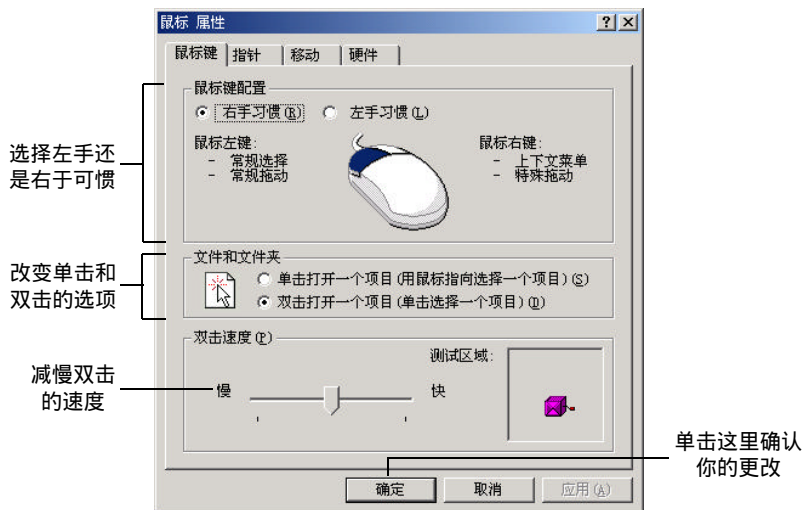 鼠标 属性
鼠标键 指针 移动 硬件
鼠标键配置
右手习惯(R) 左手习惯(L)
鼠标左键:
- 常规选择
- 常规拖动
鼠标右键:
- 上下文菜单
- 特殊拖动
选择左手还
是右于可惯
文件和文件夹
单击打开一个项目(用鼠标指向选择一个项目)(S)
双击打开一个项目(单击选择一个项目)(D)
改变单击和
双击的选项
双击速度(P)
测试区域:
慢 快
减慢双击
的速度
单击这里确认
你的更改
确定 取消 应用(A)